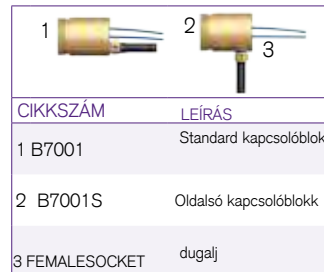 1 2
3
CIKKSZÁM LEÍRÁS
1 B7001 Standard kapcsolóblok
2 B7001S Oldalsó kapcsolóblokk
3 FEMALESOCKET dugalj